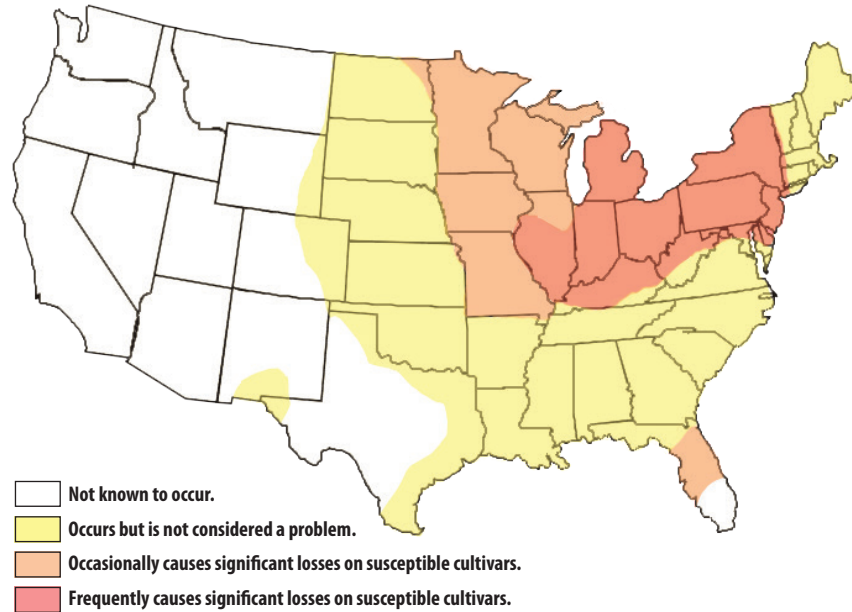 Not known to occur.
Occurs but is not considered a problem.
Occasionally causes significant losses on susceptible cultivars.
Frequently causes significant losses on susceptible cultivars.